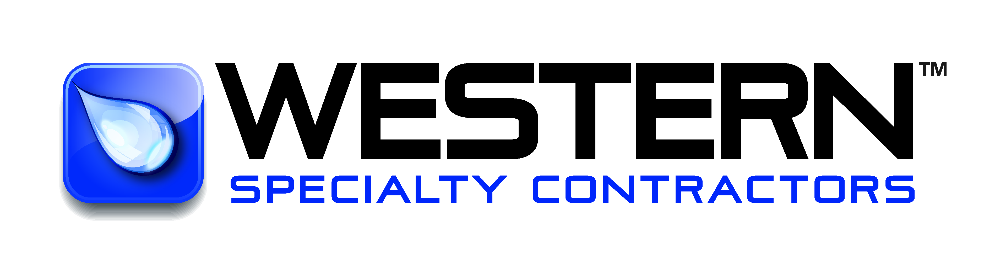 WESTERN™
SPECIALTY CONTRACTORS